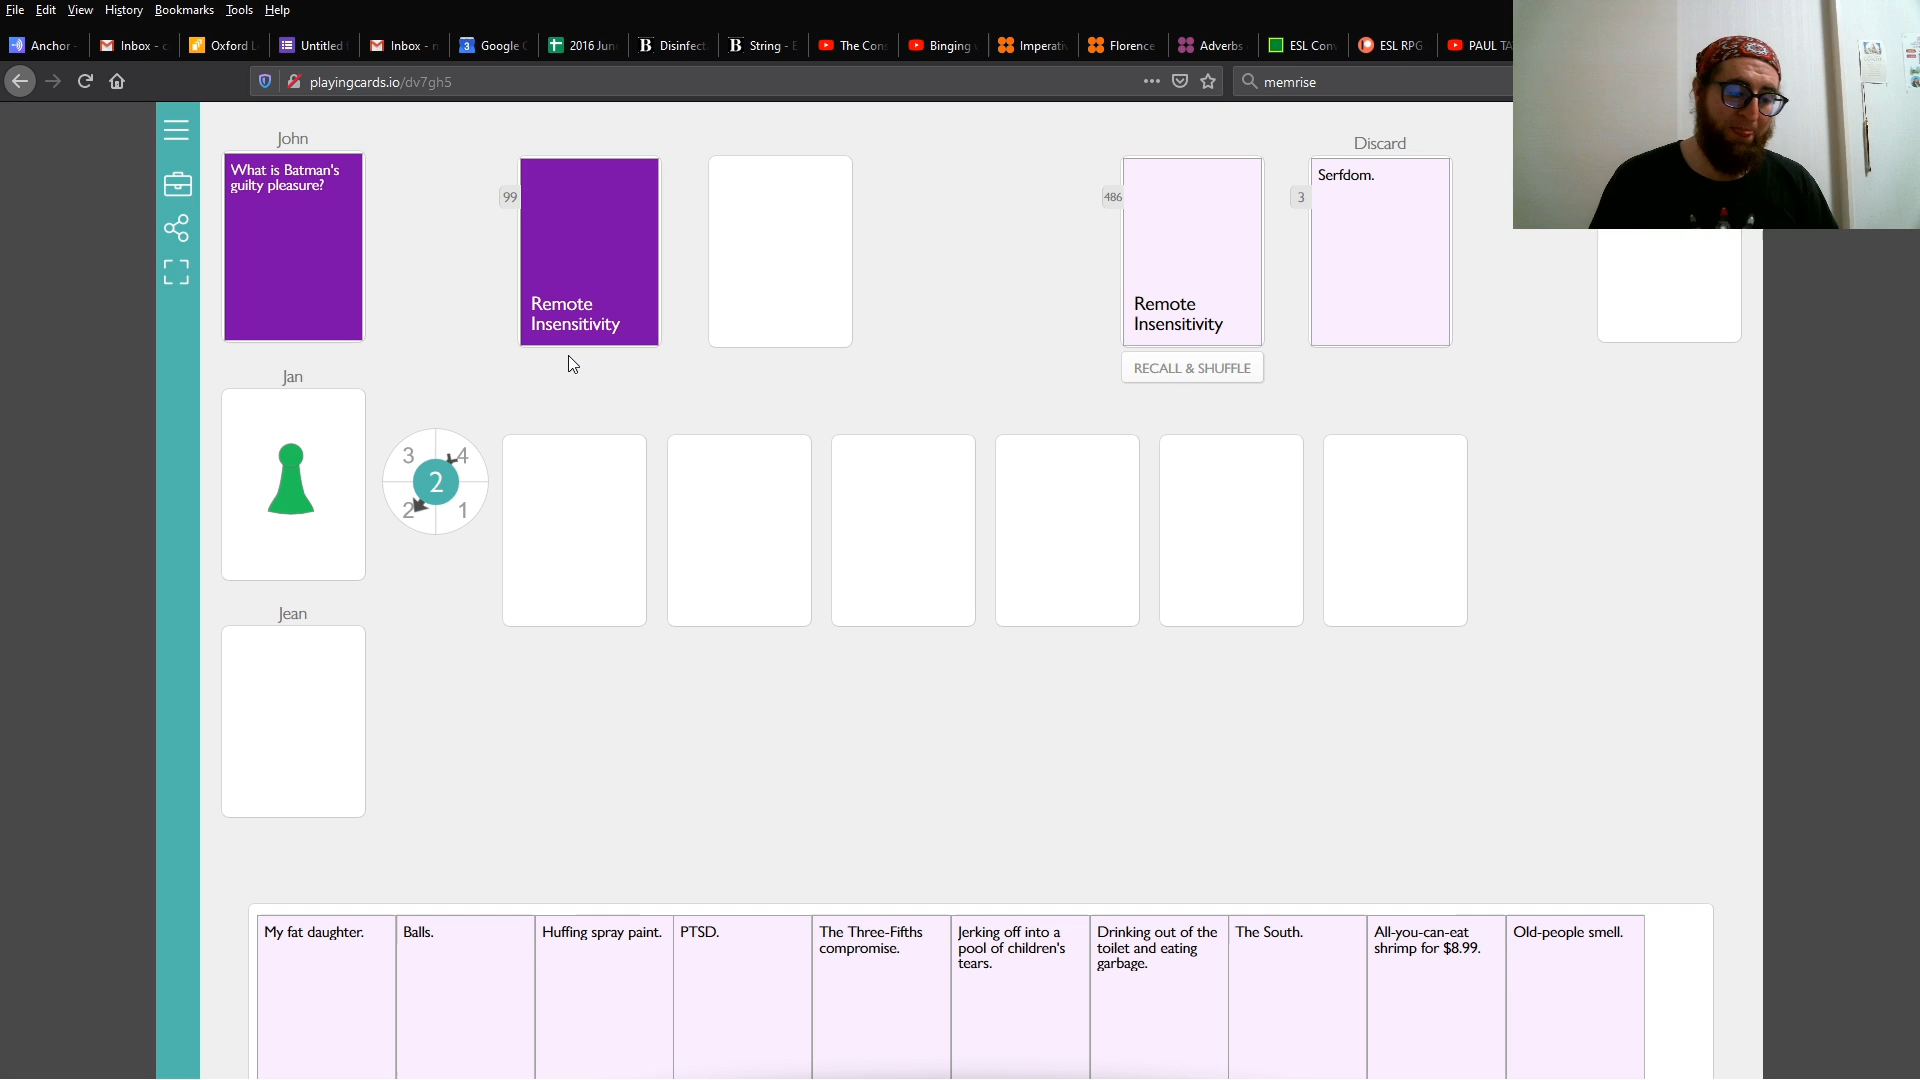 File Edit View History Bookmarks Tools Help
Anchor - Inbox - c Oxford L Untitled f Inbox - n Google C 2016 Jun Disinfect String - E The Cons Binging Imperati Florence Adverbs ESL Con ESL RPG PAUL TA
playingcards.io/dv7gh5
memrise
John
What is Batman's
guilty pleasure?
99
Remote
Insensitivity
486
Remote
Insensitivity
RECALL & SHUFFLE
Discard
3
Serfdom.
Jan
3 4
2
2 1
Jean
My fat daughter.
Balls.
Huffing spray paint.
PTSD.
The Three-Fifths
compromise.
Jerking off into a
pool of children's
tears.
Drinking out of the
toilet and eating
garbage.
The South.
All-you-can-eat
shrimp for $8.99.
Old-people smell.